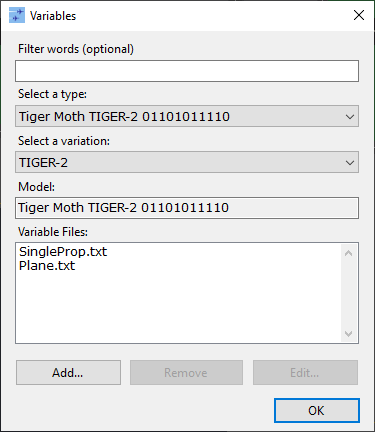 Variables
Filter words (optional)
Select a type:
Tiger Moth TIGER-2 01101011110
Select a variation:
TIGER-2
Model:
Tiger Moth TIGER-2 01101011110
Variable Files:
SingleProp.txt
Plane.txt
Add... Remove Edit...
OK